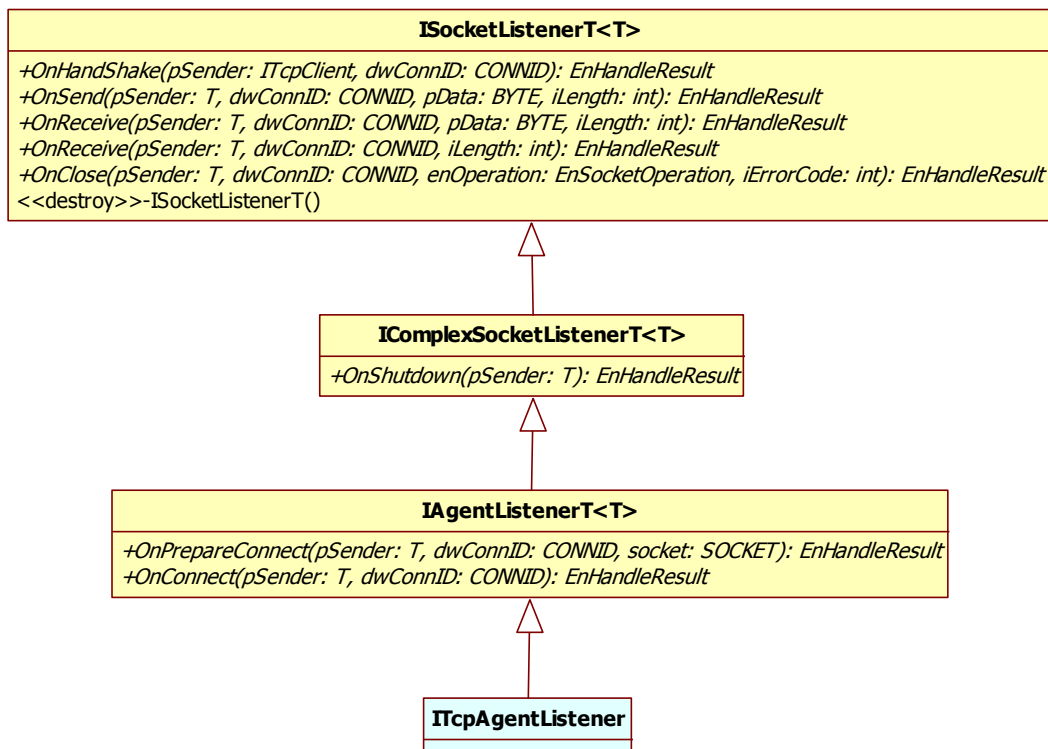 ISocketListenerT<T>
+OnHandShake(pSender: ITcpClient, dwConnID: CONNID): EnHandleResult
+OnSend(pSender: T, dwConnID: CONNID, pData: BYTE, iLength: int): EnHandleResult
+OnReceive(pSender: T, dwConnID: CONNID, pData: BYTE, iLength: int): EnHandleResult
+OnReceive(pSender: T, dwConnID: CONNID, iLength: int): EnHandleResult
+OnClose(pSender: T, dwConnID: CONNID, enOperation: EnSocketOperation, iErrorCode: int): EnHandleResult
<<destroy>>-ISocketListenerT()
IComplexSocketListenerT<T>
+OnShutdown(pSender: T): EnHandleResult
IAgentListenerT<T>
+OnPrepareConnect(pSender: T, dwConnID: CONNID, socket: SOCKET): EnHandleResult
+OnConnect(pSender: T, dwConnID: CONNID): EnHandleResult
ITcpAgentListener